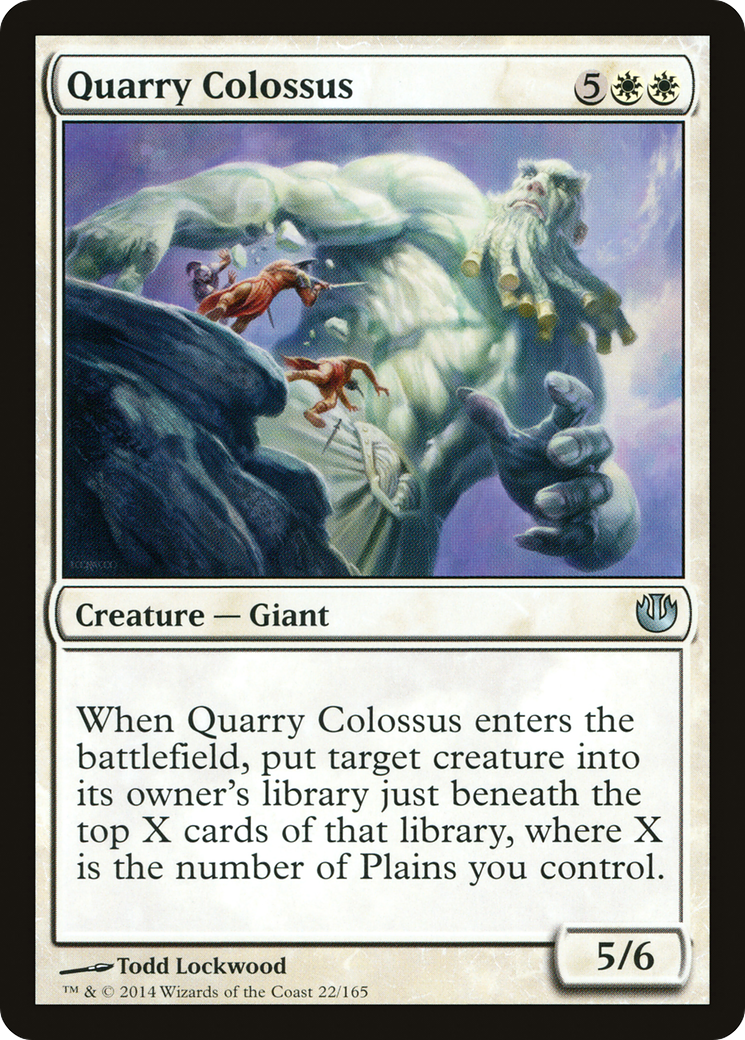 Quarry Colossus 5
LOCKWOOD
Creature — Giant
When Quarry Colossus enters the
battlefield, put target creature into
its owner's library just beneath the
top X cards of that library, where X
is the number of Plains you control.
5/6
Todd Lockwood
™ & © 2014 Wizards of the Coast 22/165